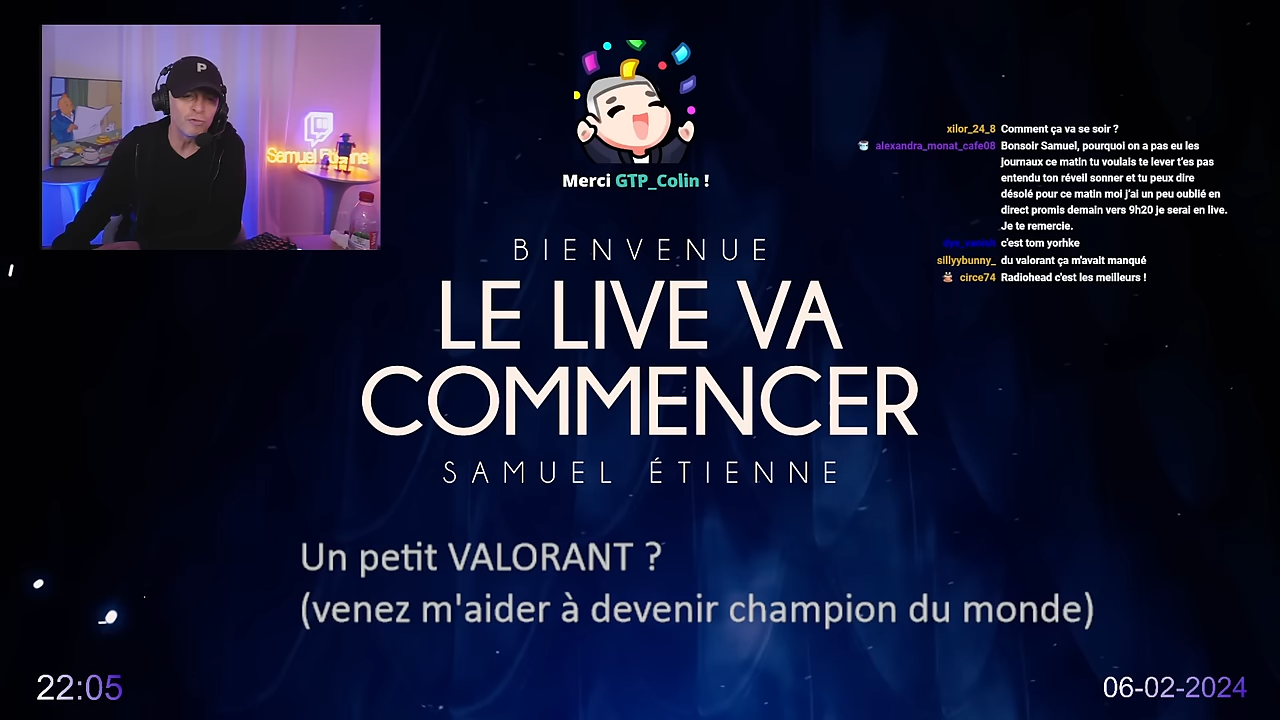 P
Samuel Etienne
Merci GTP_Colin !
xilor_24_8 Comment ça va se soir ?
alexandra_monat_cafe08 Bonsoir Samuel, pourquoi on a pas eu les
journaux ce matin tu voulais te lever t'es pas
entendu ton réveil sonner et tu peux dire
désolé pour ce matin moi j'ai un peu oublié en
direct promis demain vers 9h20 je serai en live.
Je te remercie.
c'est tom yorhke
sillyybunny_ du valorant ça m'avait manqué
circe74 Radiohead c'est les meilleurs !
BIENVENUE
LE LIVE VA
COMMENCER
SAMUEL ÉTIENNE
Un petit VALORANT ?
(venez m'aider à devenir champion du monde)
22:05
06-02-2024